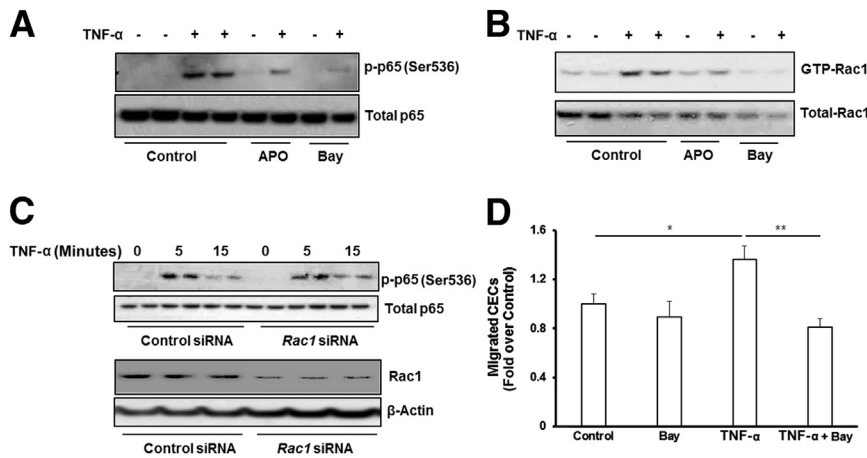 A
TNF-α - - + + - + - +
p-p65 (Ser536)
Total p65
Control APO Bay
B
TNF-α - - + + - + - +
GTP-Rac1
Total-Rac1
Control APO Bay
C
TNF-α (Minutes) 0 5 15 0 5 15
p-p65 (Ser536)
Total p65
Control siRNA Rac1 siRNA
Rac1
β-Actin
Control siRNA Rac1 siRNA
D
Migrated CECs
(Fold over Control)
1.6
1.2
0.8
0.4
0
* **
Control Bay TNF-α TNF-α + Bay